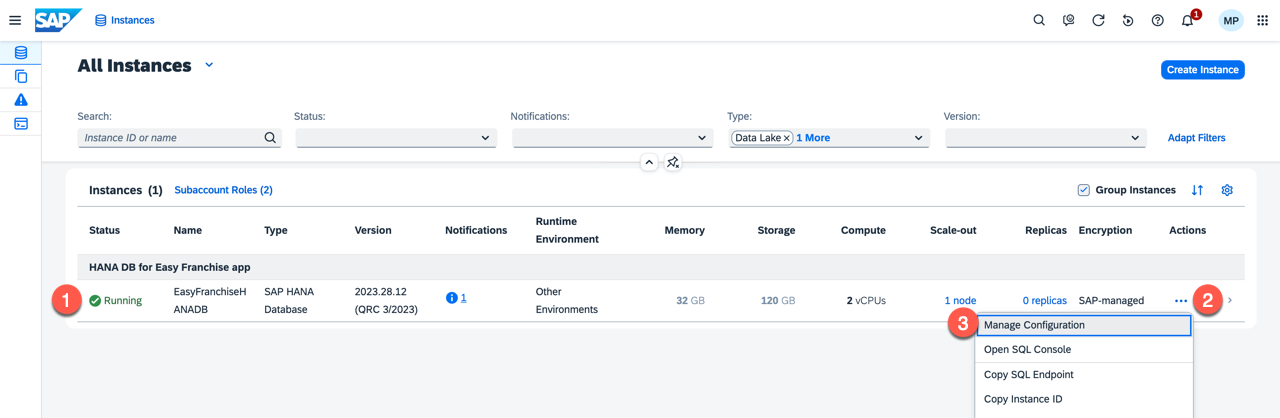 SAP Instances 1 MP
All Instances
Create Instance
Search: Status: Notifications: Type: Version:
Instance ID or name Data Lake × 1 More Adapt Filters
Instances (1) Subaccount Roles (2) Group Instances
Status Name Type Version Notifications Runtime Environment Memory Storage Compute Scale-out Replicas Encryption Actions
HANA DB for Easy Franchise app
1 Running EasyFranchiseH SAP HANA 2023.28.12 1 Other 32 GB 120 GB 2 vCPUs 1 node 0 replicas SAP-managed ... 2
ANADB Database (QRC 3/2023) Environments
3 Manage Configuration
Open SQL Console
Copy SQL Endpoint
Copy Instance ID